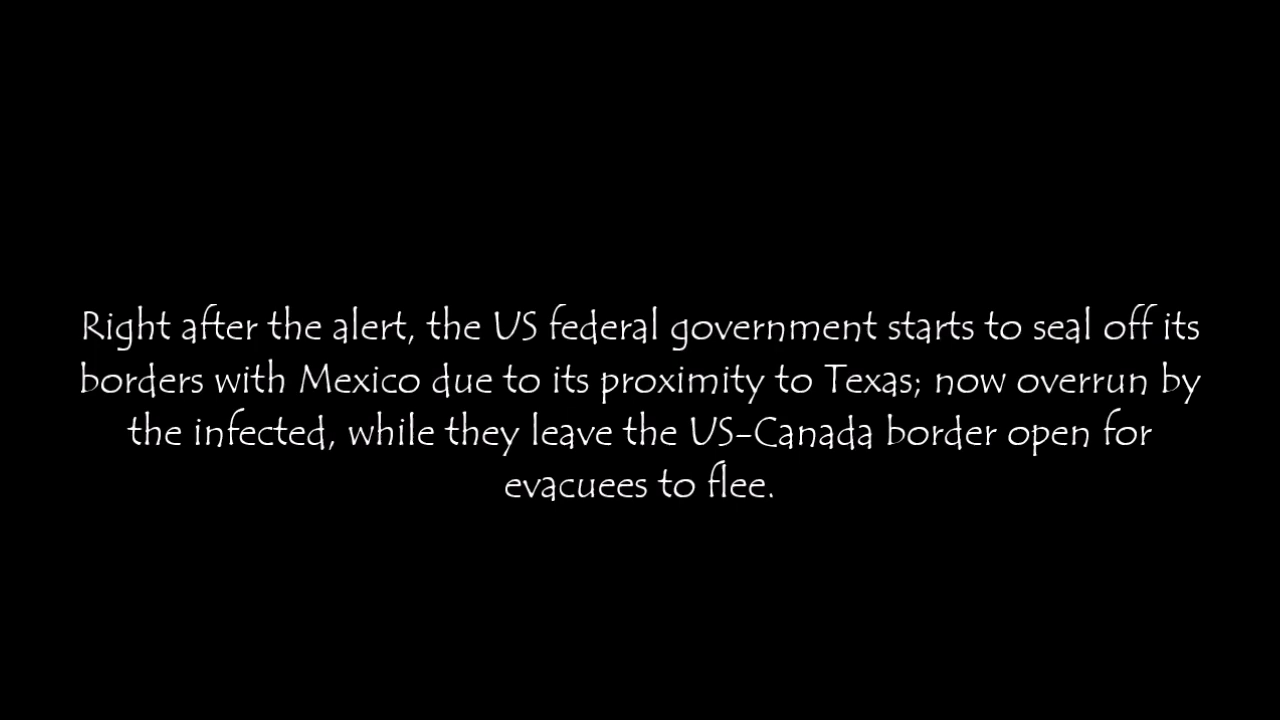 Right after the alert, the US federal government starts to seal off its
borders with Mexico due to its proximity to Texas; now overrun by
the infected, while they leave the US-Canada border open for
evacuees to flee.